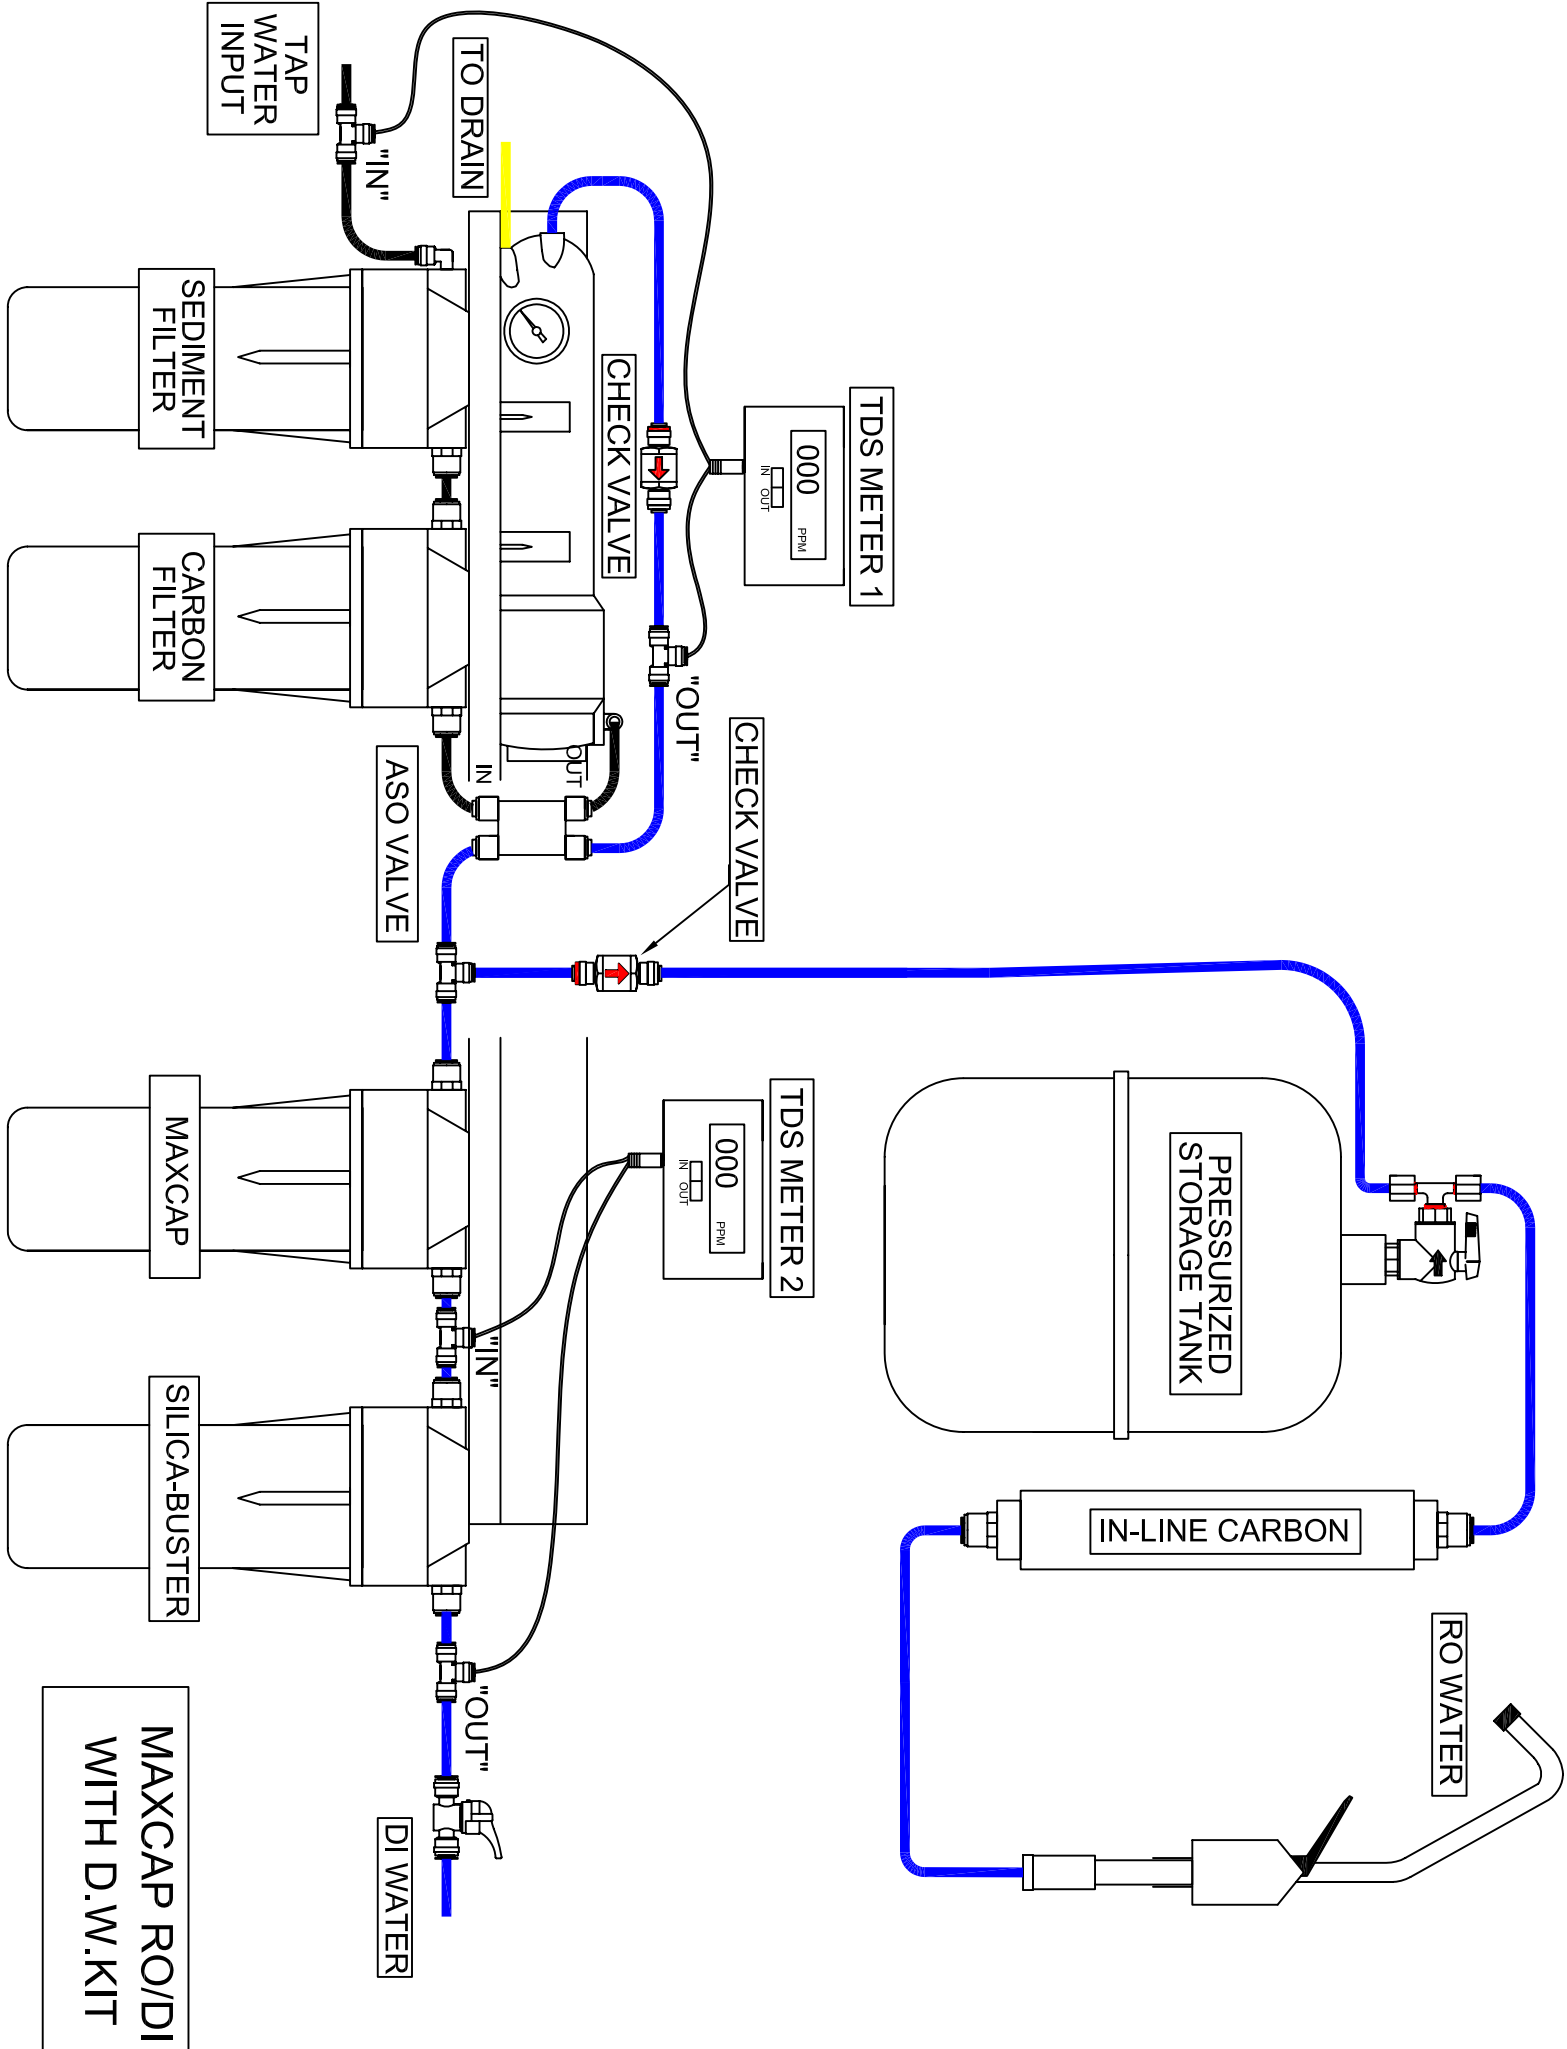 TAP
WATER
INPUT
"IN"
TO DRAIN
SEDIMENT
FILTER
CARBON
FILTER
CHECK VALVE
TDS METER 1
000
PPM
IN OUT
"OUT"
IN
OUT
ASO VALVE
CHECK VALVE
MAXCAP
SILICA-BUSTER
TDS METER 2
000
PPM
IN OUT
"IN"
"OUT"
DI WATER
PRESSURIZED
STORAGE TANK
IN-LINE CARBON
RO WATER
MAXCAP RO/DI
WITH D.W.KIT